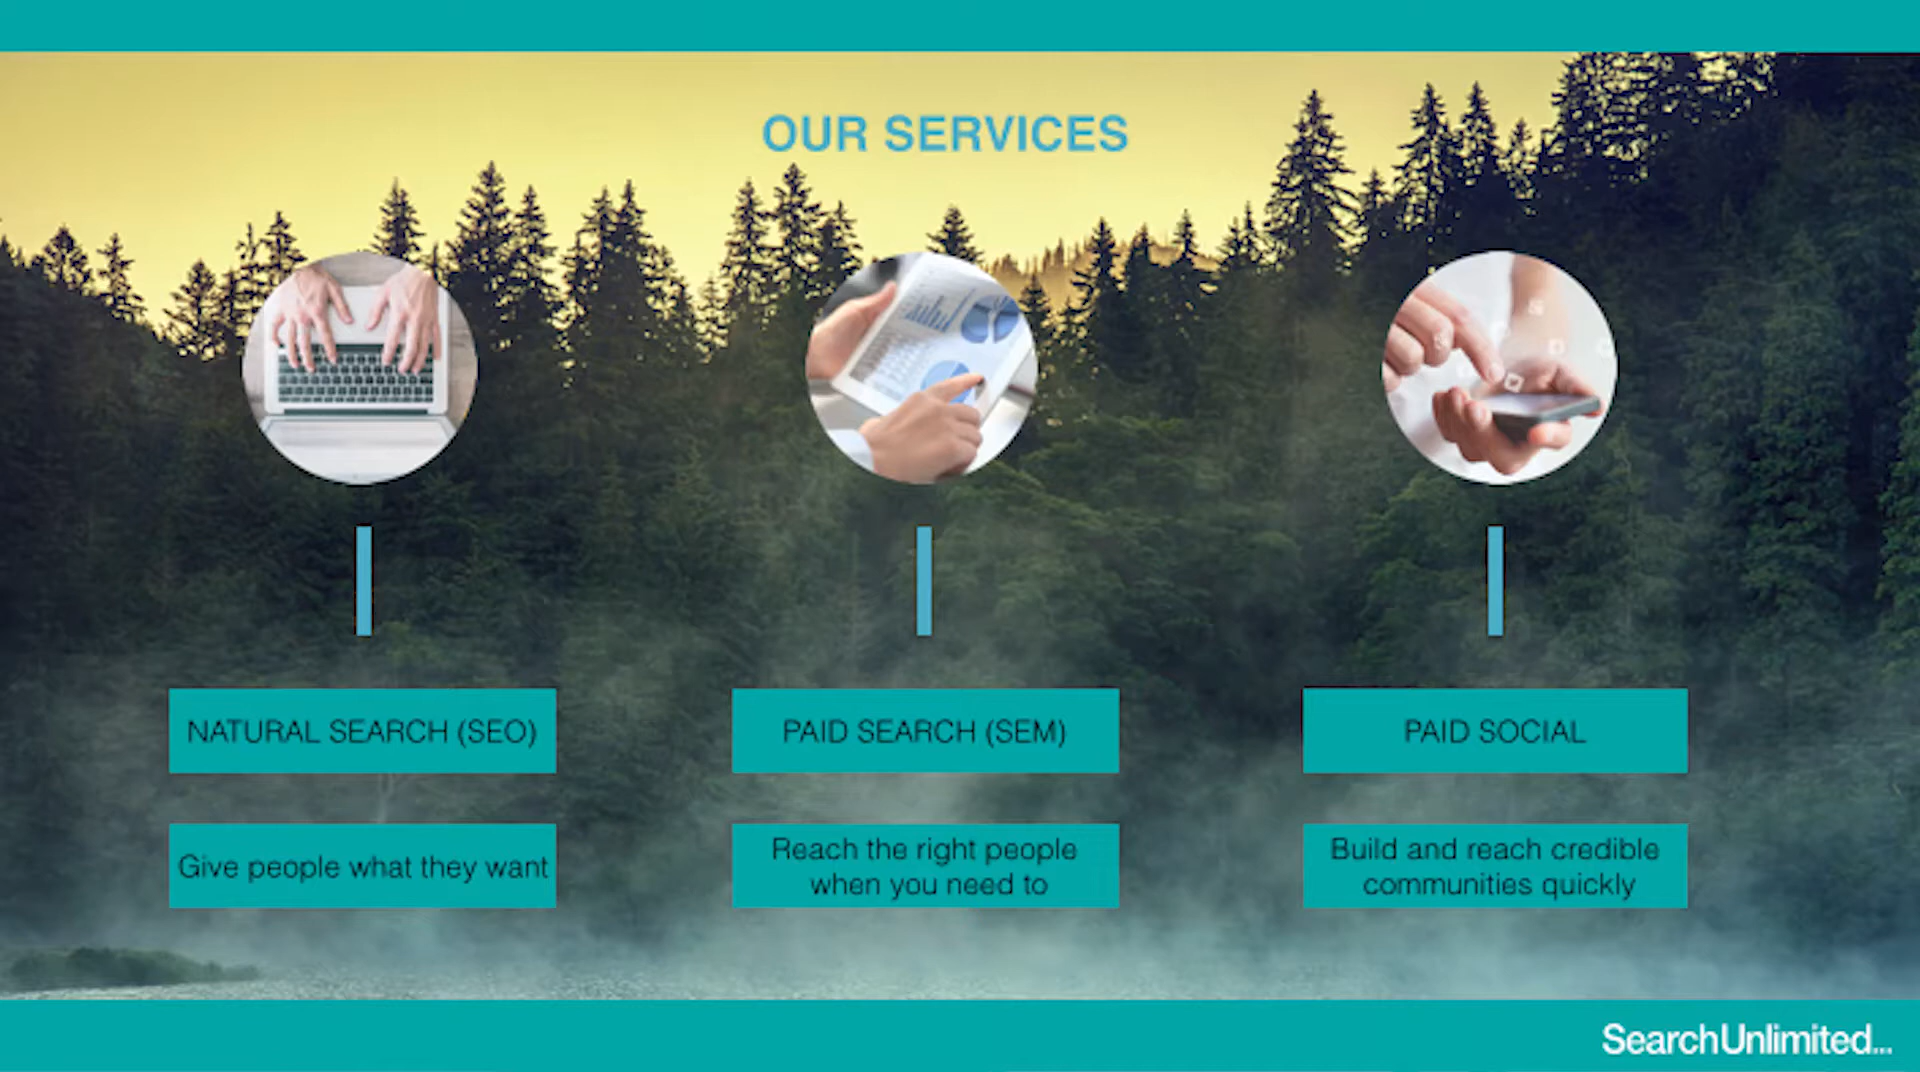 OUR SERVICES
NATURAL SEARCH (SEO)
PAID SEARCH (SEM)
PAID SOCIAL
Give people what they want
Reach the right people
when you need to
Build and reach credible
communities quickly
SearchUnlimited...